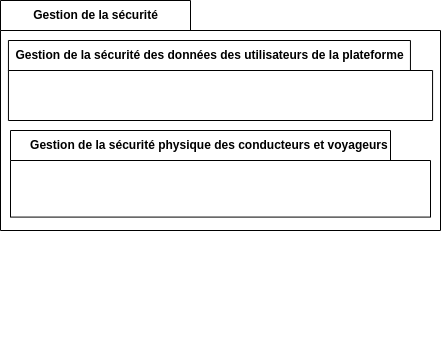 Gestion de la sécurité
Gestion de la sécurité des données des utilisateurs de la plateforme
Gestion de la sécurité physique des conducteurs et voyageurs